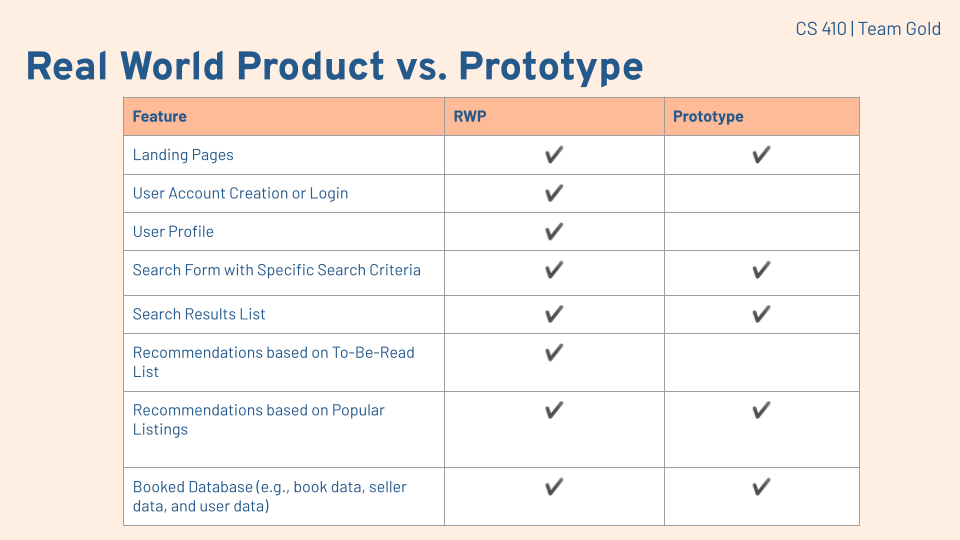 CS 410 | Team Gold
Real World Product vs. Prototype
Feature RWP Prototype
Landing Pages ✔ ✔
User Account Creation or Login ✔
User Profile ✔
Search Form with Specific Search Criteria ✔ ✔
Search Results List ✔ ✔
Recommendations based on To-Be-Read ✔
List
Recommendations based on Popular ✔ ✔
Listings
Booked Database (e.g., book data, seller ✔ ✔
data, and user data)